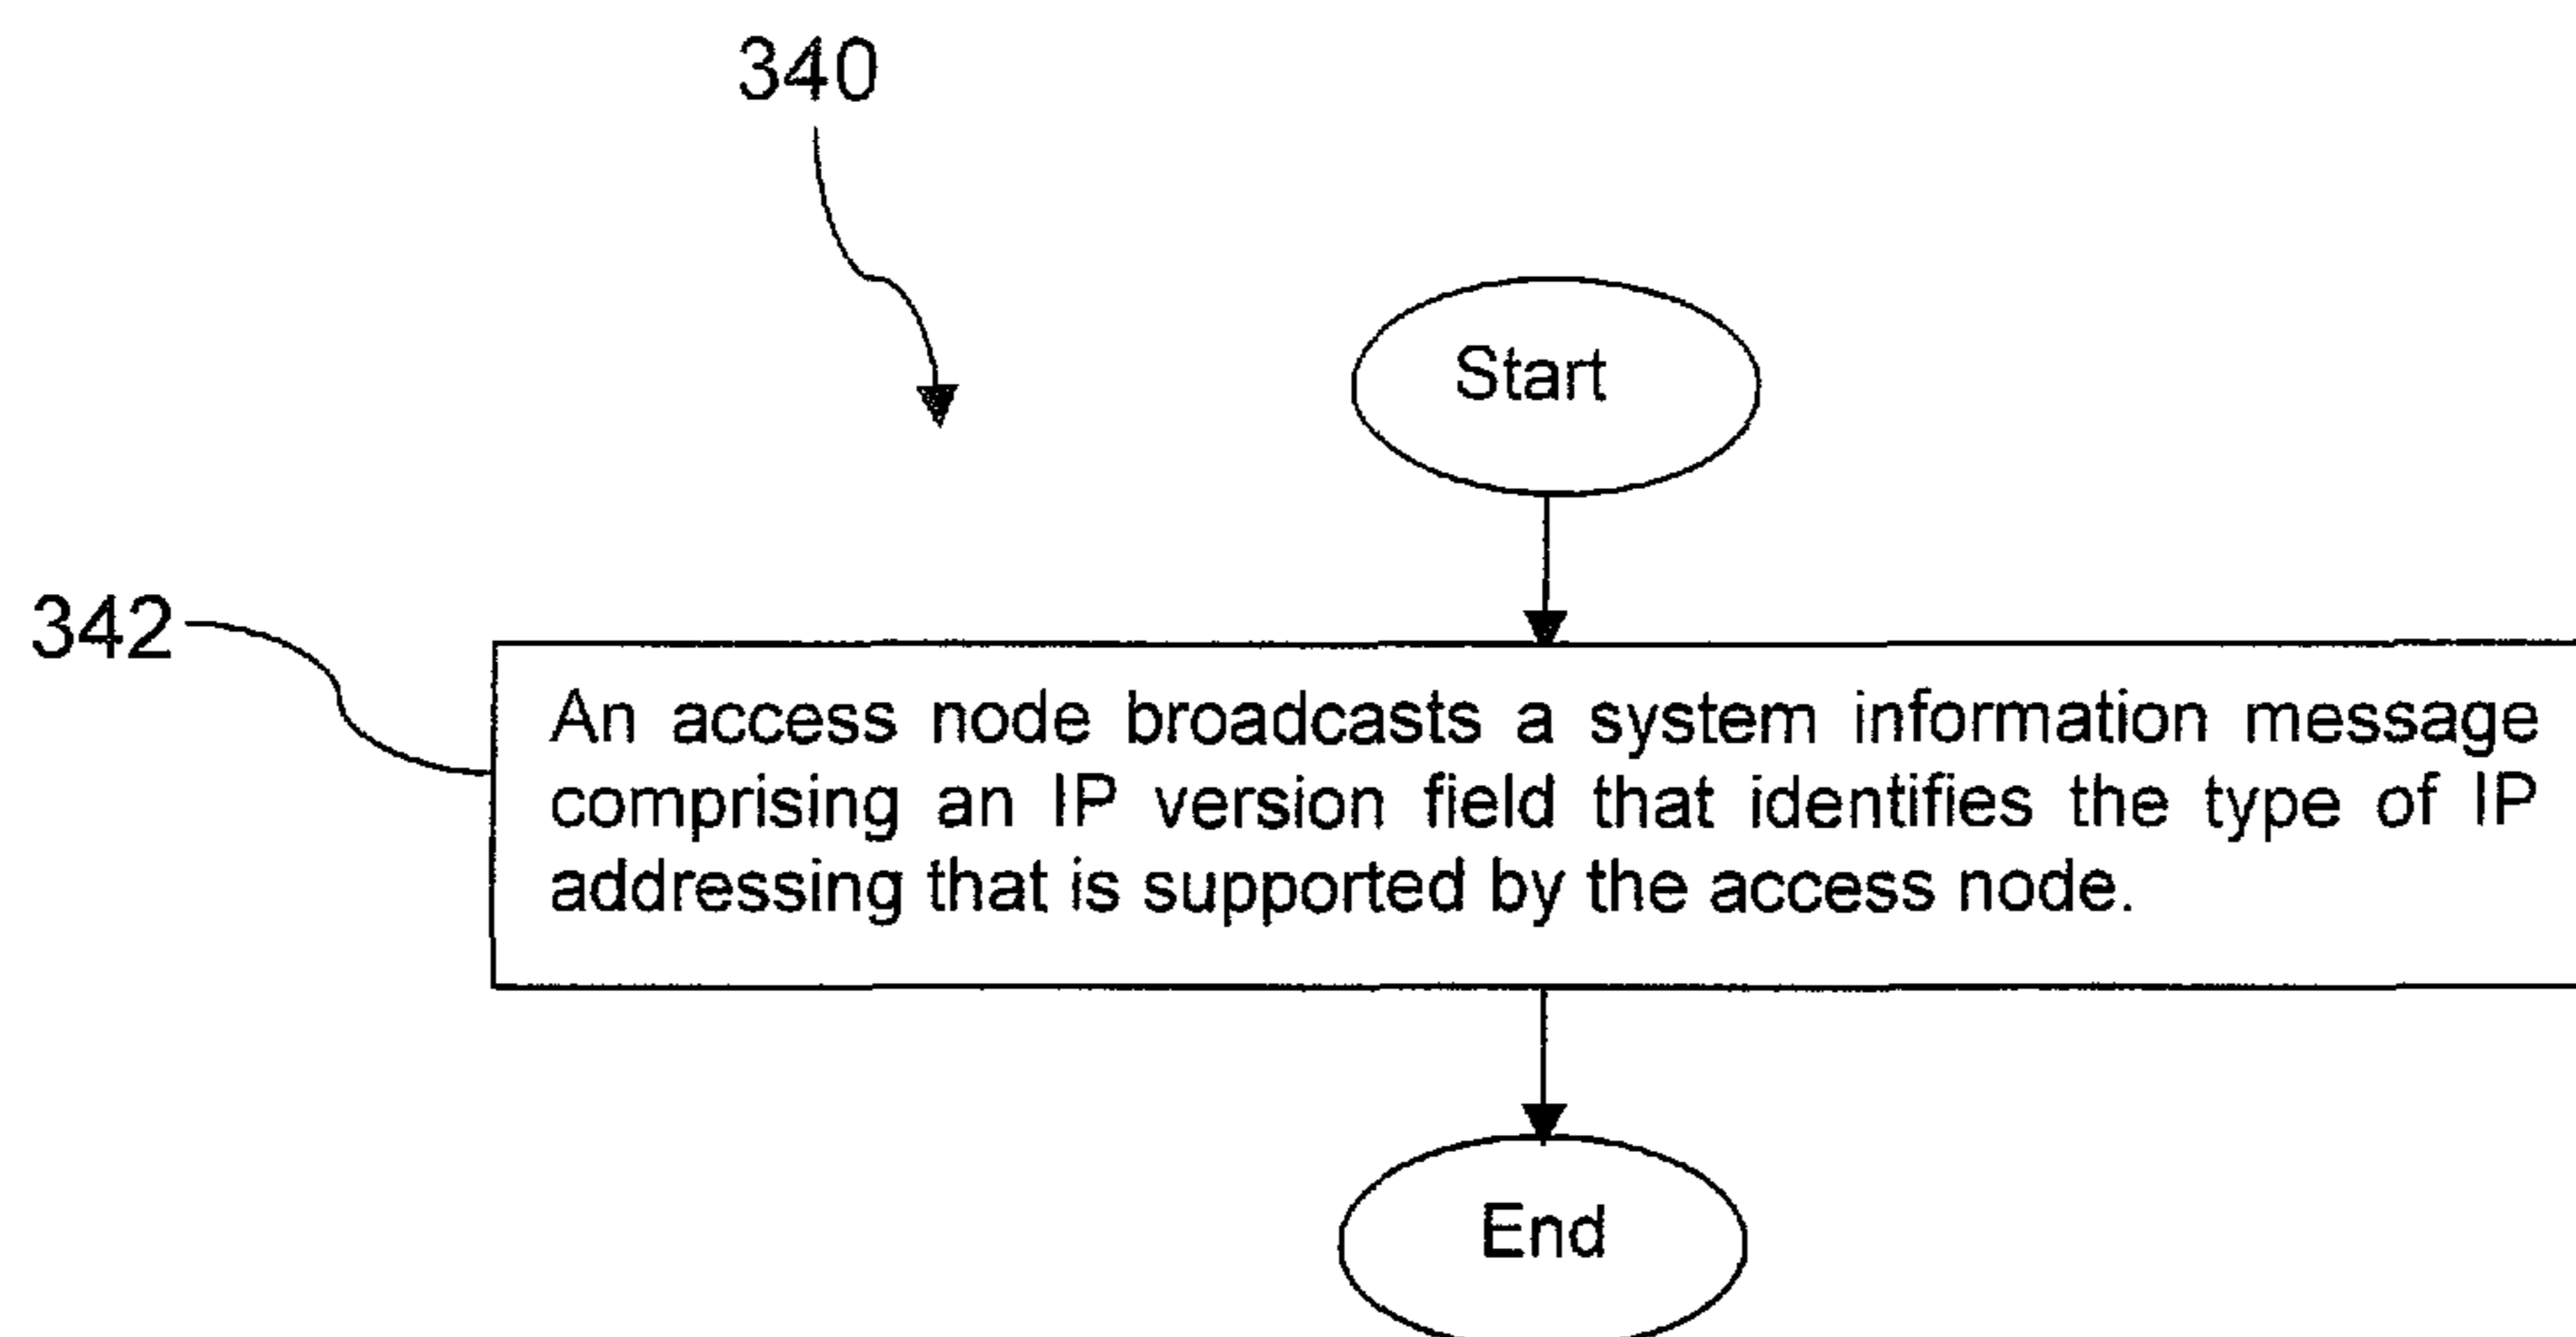 340
Start
342
An access node broadcasts a system information message
comprising an IP version field that identifies the type of IP
addressing that is supported by the access node.
End